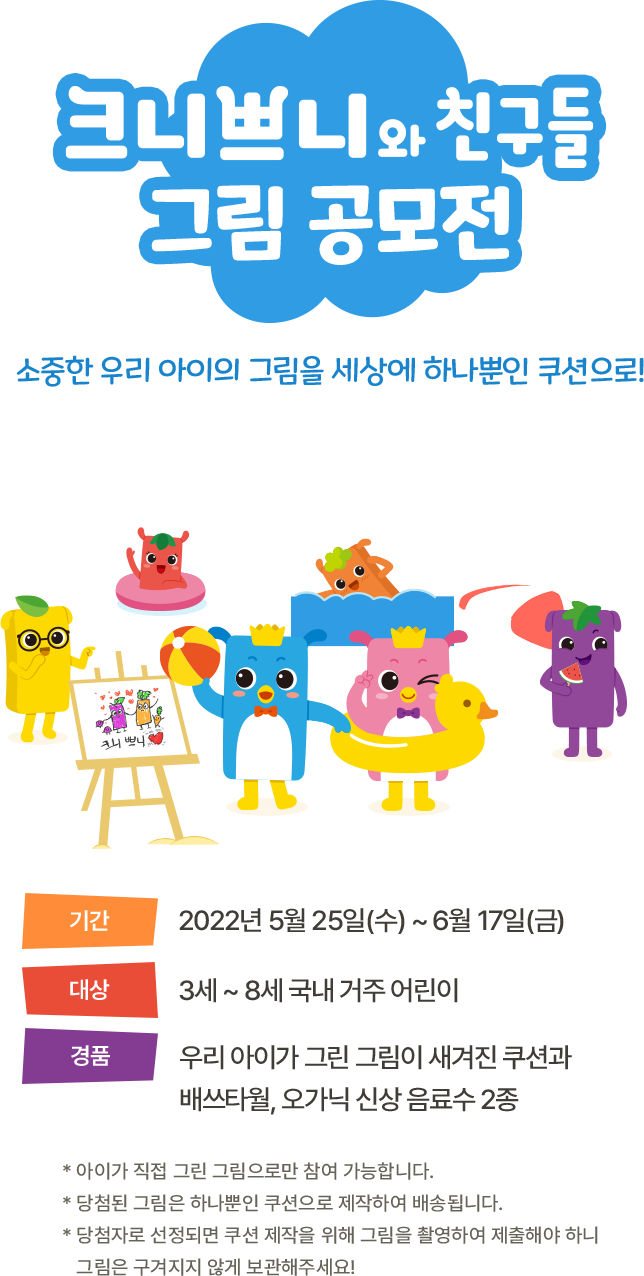 크니쁘니와 친구들
그림 공모전
소중한 우리 아이의 그림을 세상에 하나뿐인 쿠션으로!
크니 쁘니
기간
2022년 5월 25일(수) ~ 6월 17일(금)
대상
3세 ~ 8세 국내 거주 어린이
경품
우리 아이가 그린 그림이 새겨진 쿠션과
배쓰타월, 오가닉 신상 음료수 2종
* 아이가 직접 그린 그림으로만 참여 가능합니다.
* 당첨된 그림은 하나뿐인 쿠션으로 제작하여 배송됩니다.
* 당첨자로 선정되면 쿠션 제작을 위해 그림을 촬영하여 제출해야 하니
그림은 구겨지지 않게 보관해주세요!